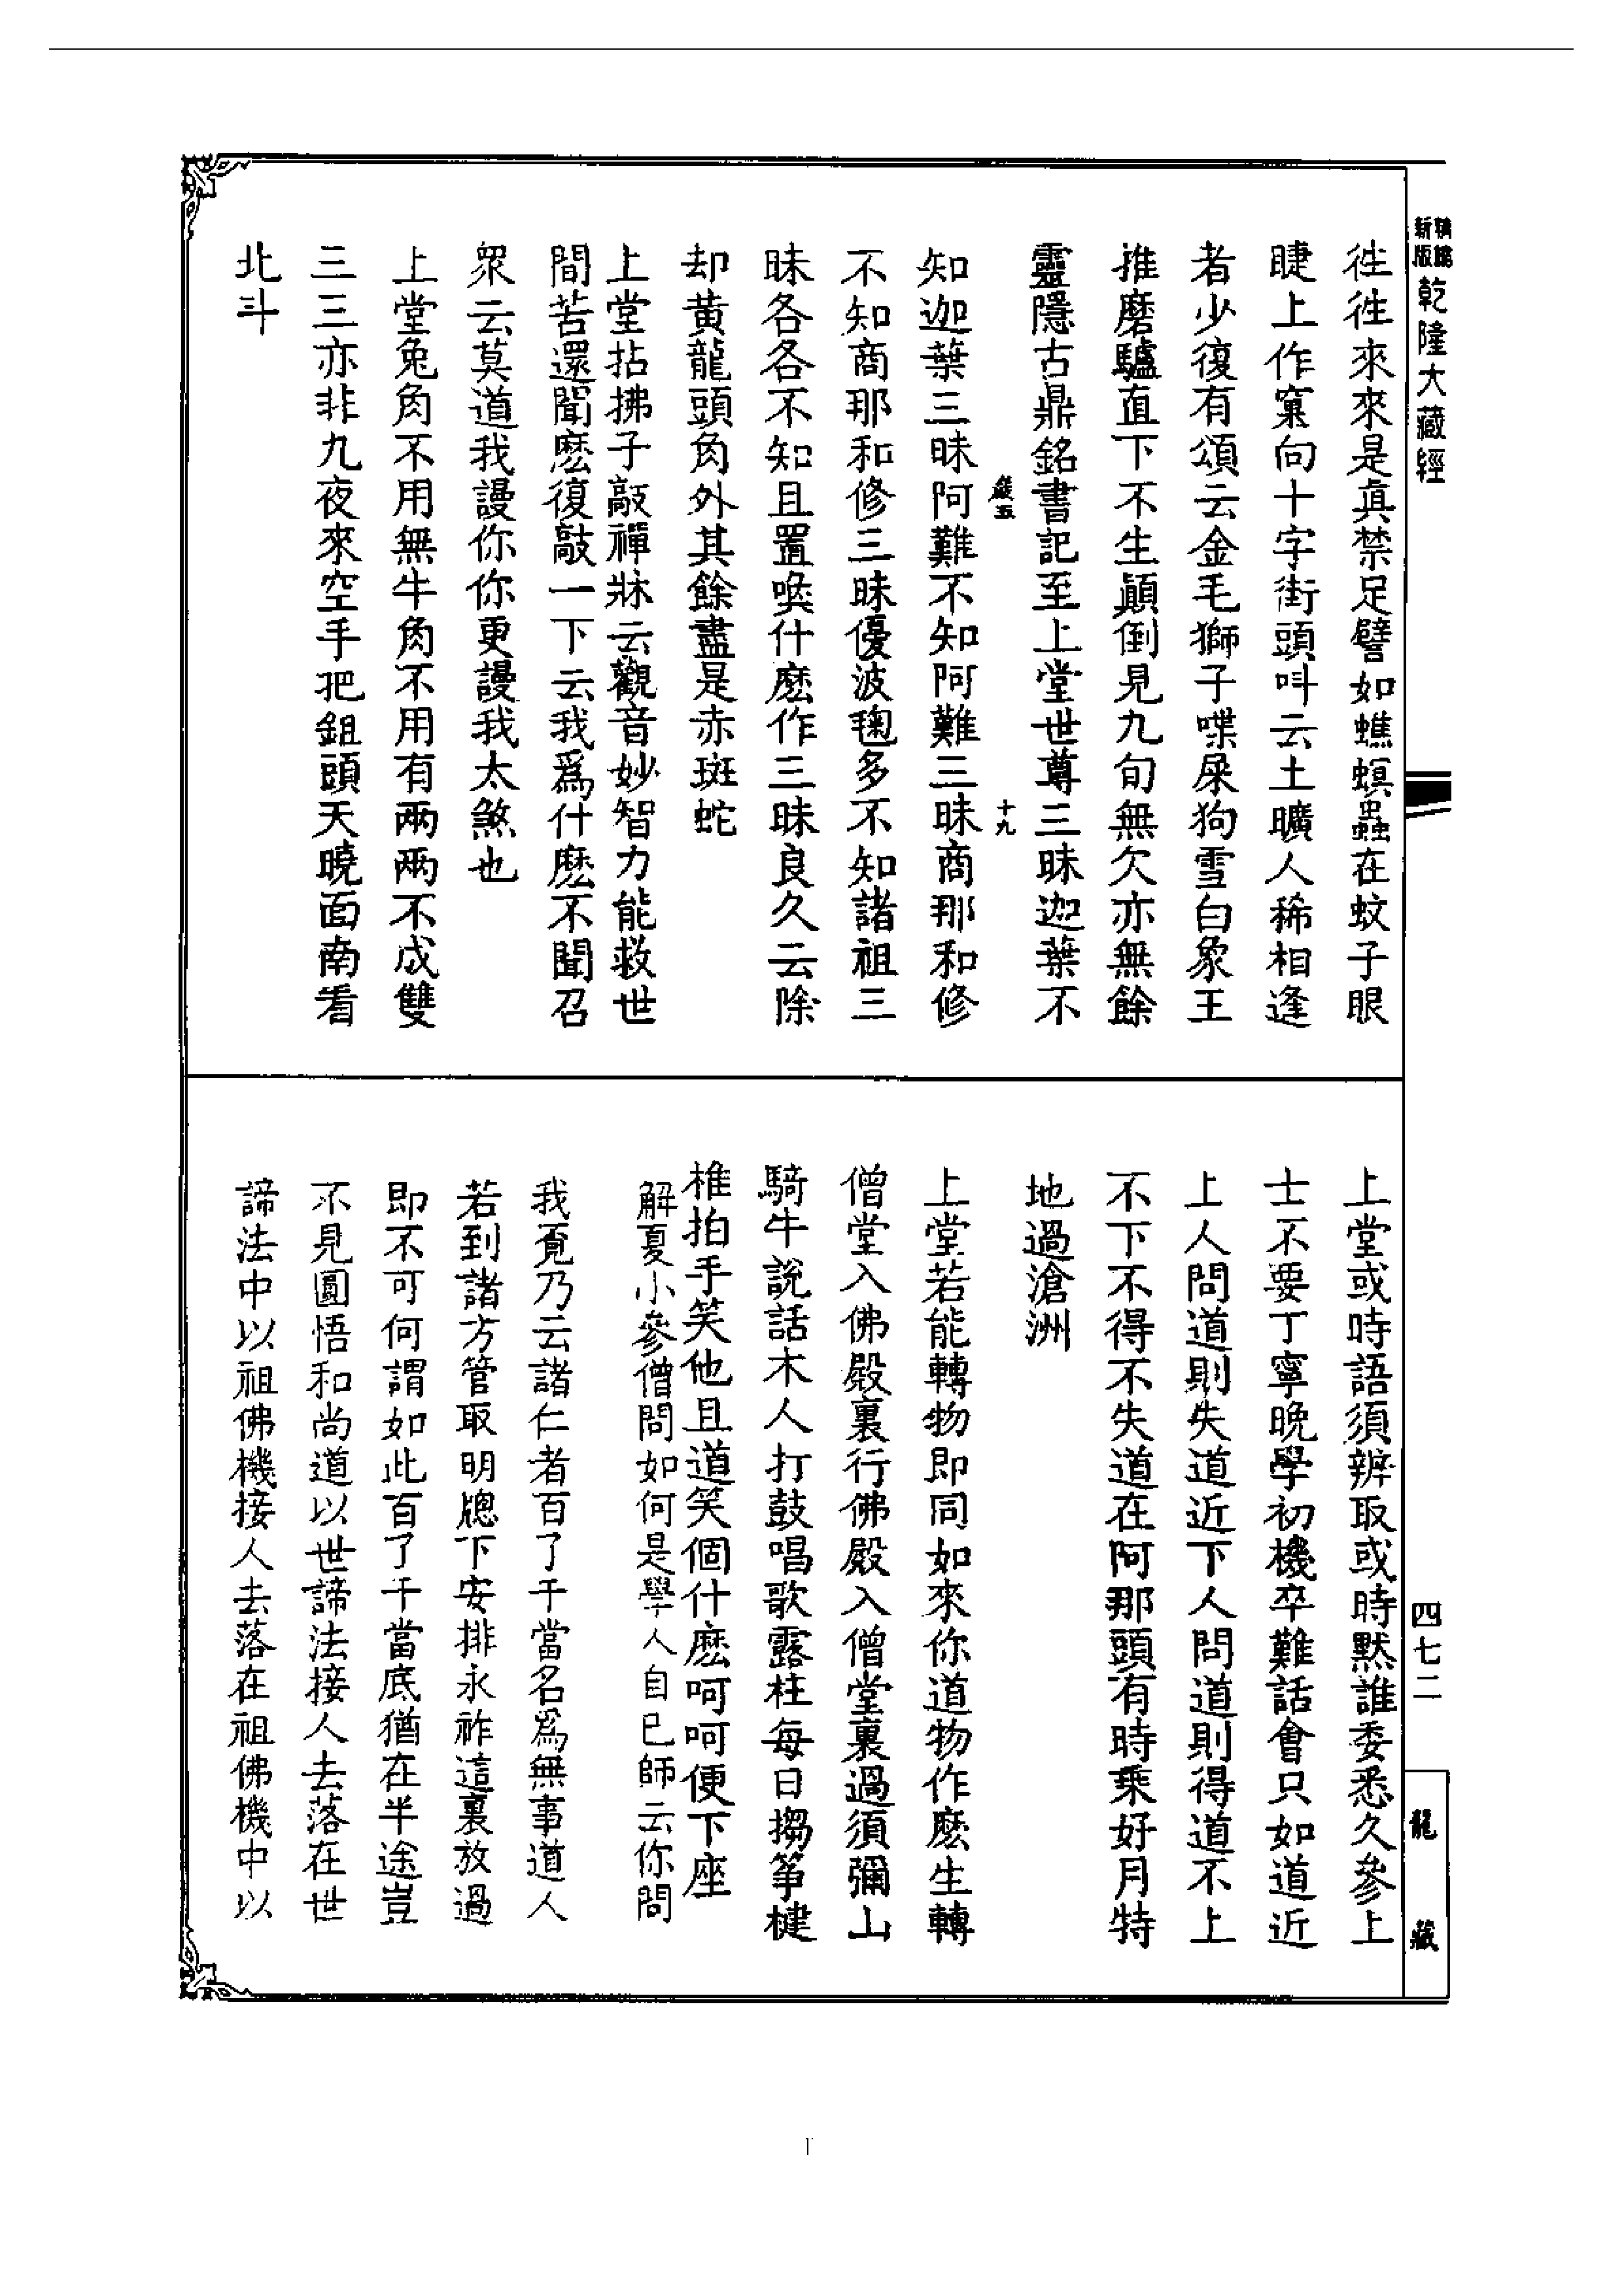 新版
乾隆大藏經
徃徃來來是眞禁足譬如蟭螟蟲在蚊子眼
睫上作窠向十字街頭呌云土曠人稀相逢
者少復有頌云金毛獅子喋屎狗雪白象王
推磨驢直下不生顚倒見九旬無欠亦無餘
靈隱古鼎銘書記至上堂世尊三昧迦葉不
十九
知迦葉三昧阿難不知阿難三昧商那和修
不知商那和修三昧優波毱多不知諸祖三
昧各各不知且置喚什麽作三昧良久云除
却黄龍頭角外其餘盡是赤斑蛇
上堂拈拂子敲禪牀云觀音妙智力能救世
間苦還聞麽復敲一下云我爲什麽不聞召
衆云莫道我謾你你更謾我太煞也
上堂兔角不用無牛角不用有兩兩不成雙
三三亦非九夜來空手把鉏頭天曉面南看
北斗
上堂或時語須辨取或時默誰委悉久參上
士不要丁寧晚學初機卒難話會只如道近
上人問道則失道近下人問道則得道不上
不下不得不失道在阿那頭有時乘好月特
地過滄洲
上堂若能轉物即同如來你道物作麽生轉
僧堂入佛殿裏行佛殿入僧堂裏過須彌山
騎牛說話木人打鼓唱歌露柱每日搊筝楗
椎拍手笑他且道笑個什麽呵呵便下座
解夏小參僧問如何是學人自己師云你問
我覔乃云諸仁者百了千當名爲無事道人
若到諸方管取明牕下安排永祚這裏放過
即不可何謂如此百了千當底猶在半途豈
不見圓悟和尚道以世諦法接人去落在世
諦法中以祖佛機接人去落在祖佛機中以
四七二
龍藏